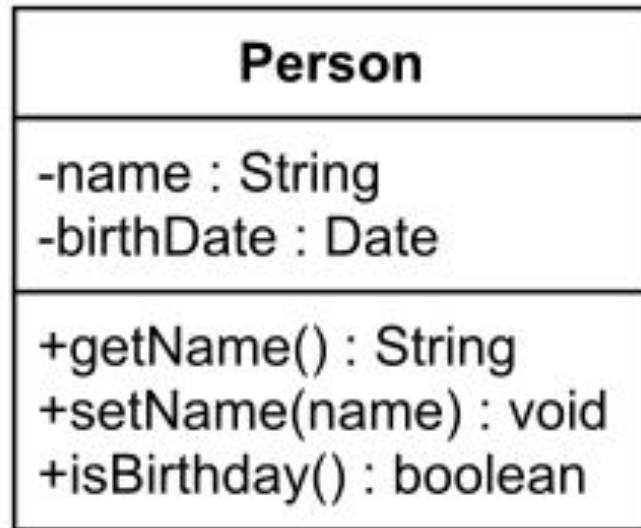 Person
-name : String
-birthDate : Date
+getName() : String
+setName(name) : void
+isBirthday() : boolean